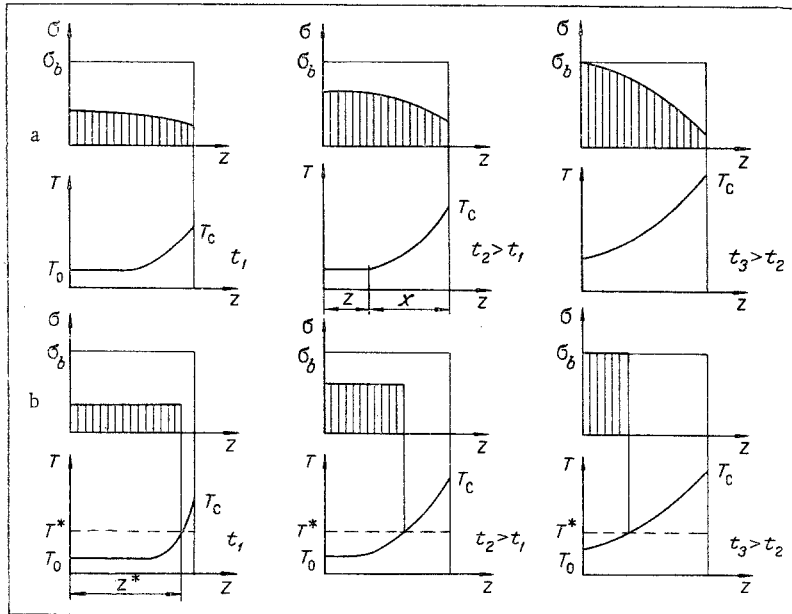 σ σ σ
σb σb σb
a
z z z
T T T
Tc Tc Tc
T0 t1 t2>t1 t3>t2
z x
z z z
σ σ σ
σb σb σb
b
z z z
T T T
Tc Tc Tc
T* t1 T* t2>t1 T* t3>t2
T0 T0 T0
z* z z z